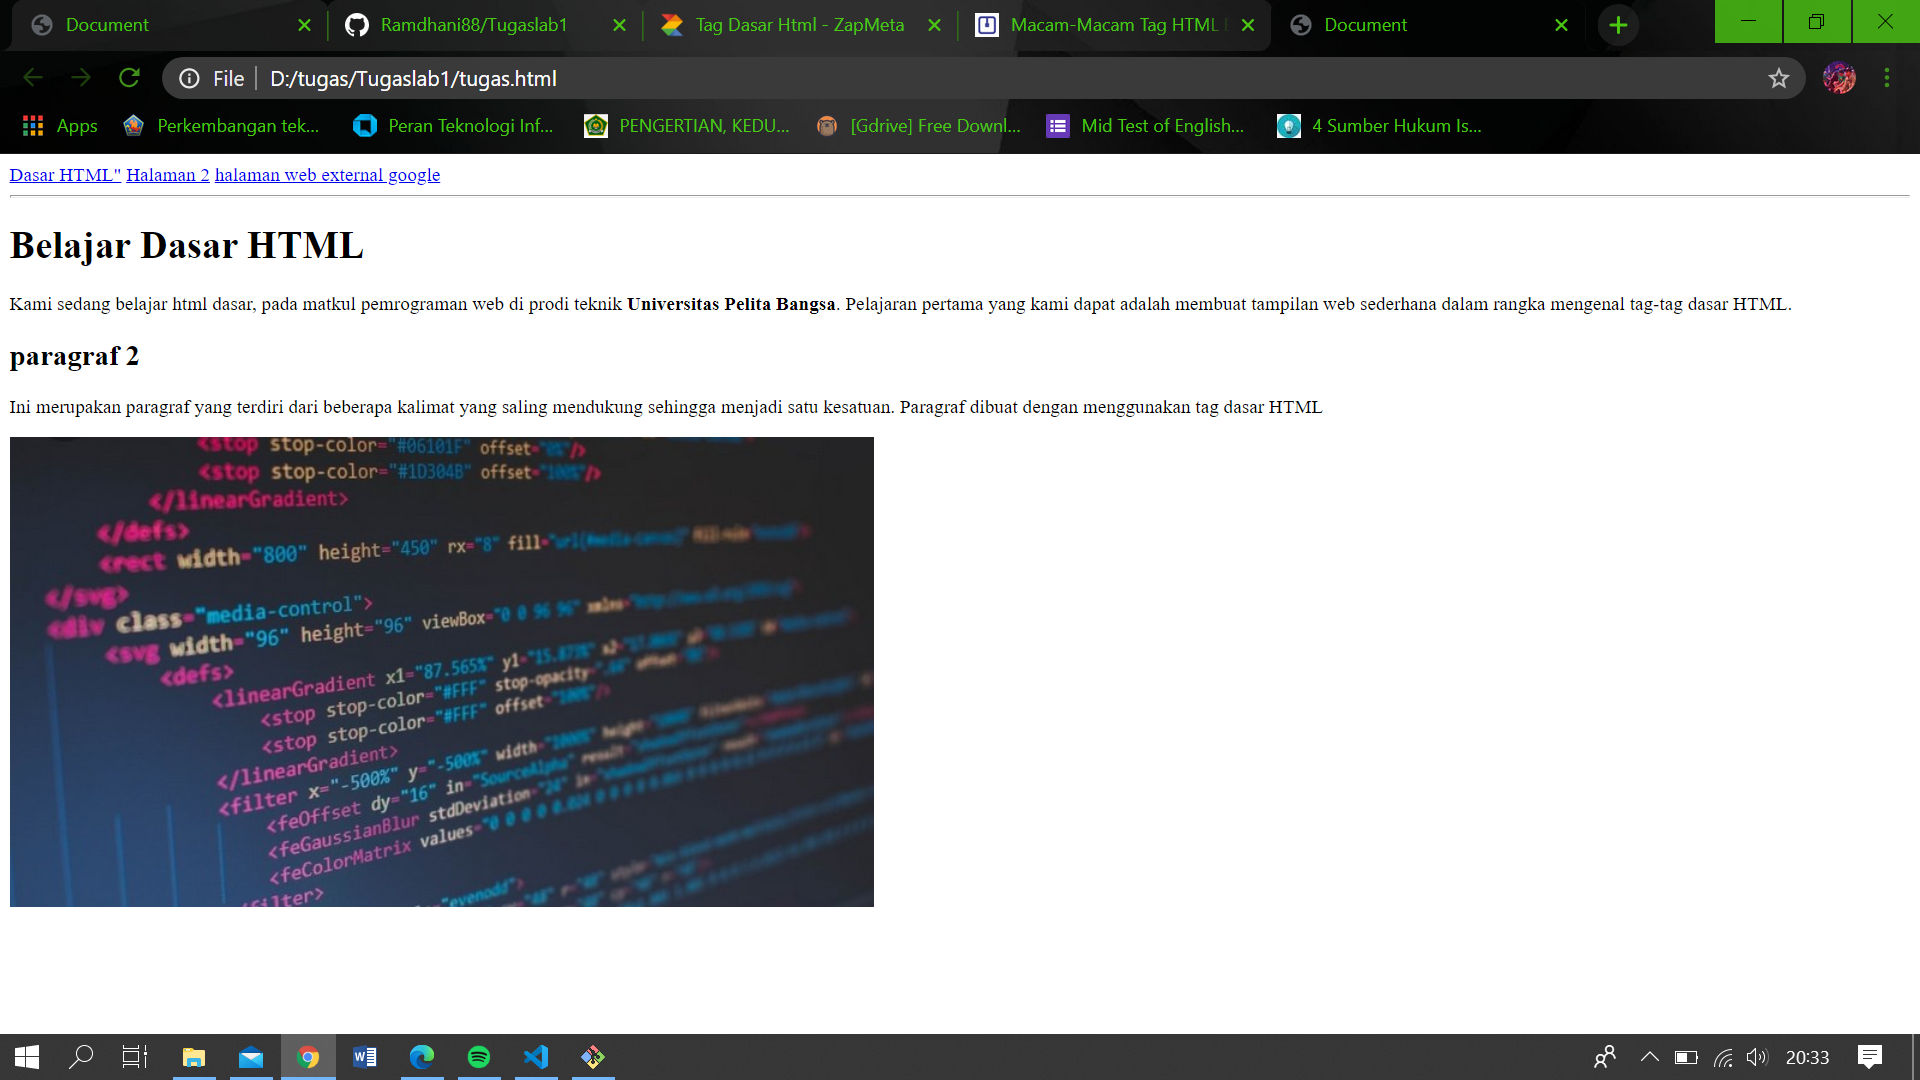 Document
Ramdhani88/Tugaslab1
Tag Dasar Html - ZapMeta
Macam-Macam Tag HTML
Document
File
D:/tugas/Tugaslab1/tugas.html
Apps
Perkembangan tek...
Peran Teknologi Inf...
PENGERTIAN, KEDU...
[Gdrive] Free Downl...
Mid Test of English...
4 Sumber Hukum Is...
Dasar HTML" Halaman 2 halaman web external google
Belajar Dasar HTML
Kami sedang belajar html dasar, pada matkul pemrograman web di prodi teknik Universitas Pelita Bangsa. Pelajaran pertama yang kami dapat adalah membuat tampilan web sederhana dalam rangka mengenal tag-tag dasar HTML.
paragraf 2
Ini merupakan paragraf yang terdiri dari beberapa kalimat yang saling mendukung sehingga menjadi satu kesatuan. Paragraf dibuat dengan menggunakan tag dasar HTML
<stop stop-color="#06101F" offset="0%"/>
<stop stop-color="#1D304B" offset="100%"/>
</linearGradient>
</defs>
<rect width="800" height="450" rx="8" fill=
</svg>
<div class="media-control">
<svg width="96" height="96" viewBox="0 0 96 96"
<defs>
<linearGradient x1="87.565%" y1="15.873%"
<stop stop-color="#FFF" stop-opacity=
<stop stop-color="#FFF" offset="100%"/>
</linearGradient>
<filter x="-500%" y="-500%" width="1000%"
<feOffset dy="16" in="SourceAlpha"
<feGaussianBlur stdDeviation="24"
<feColorMatrix values="0 0 0 0
</filter>
"evenodd">
20:33